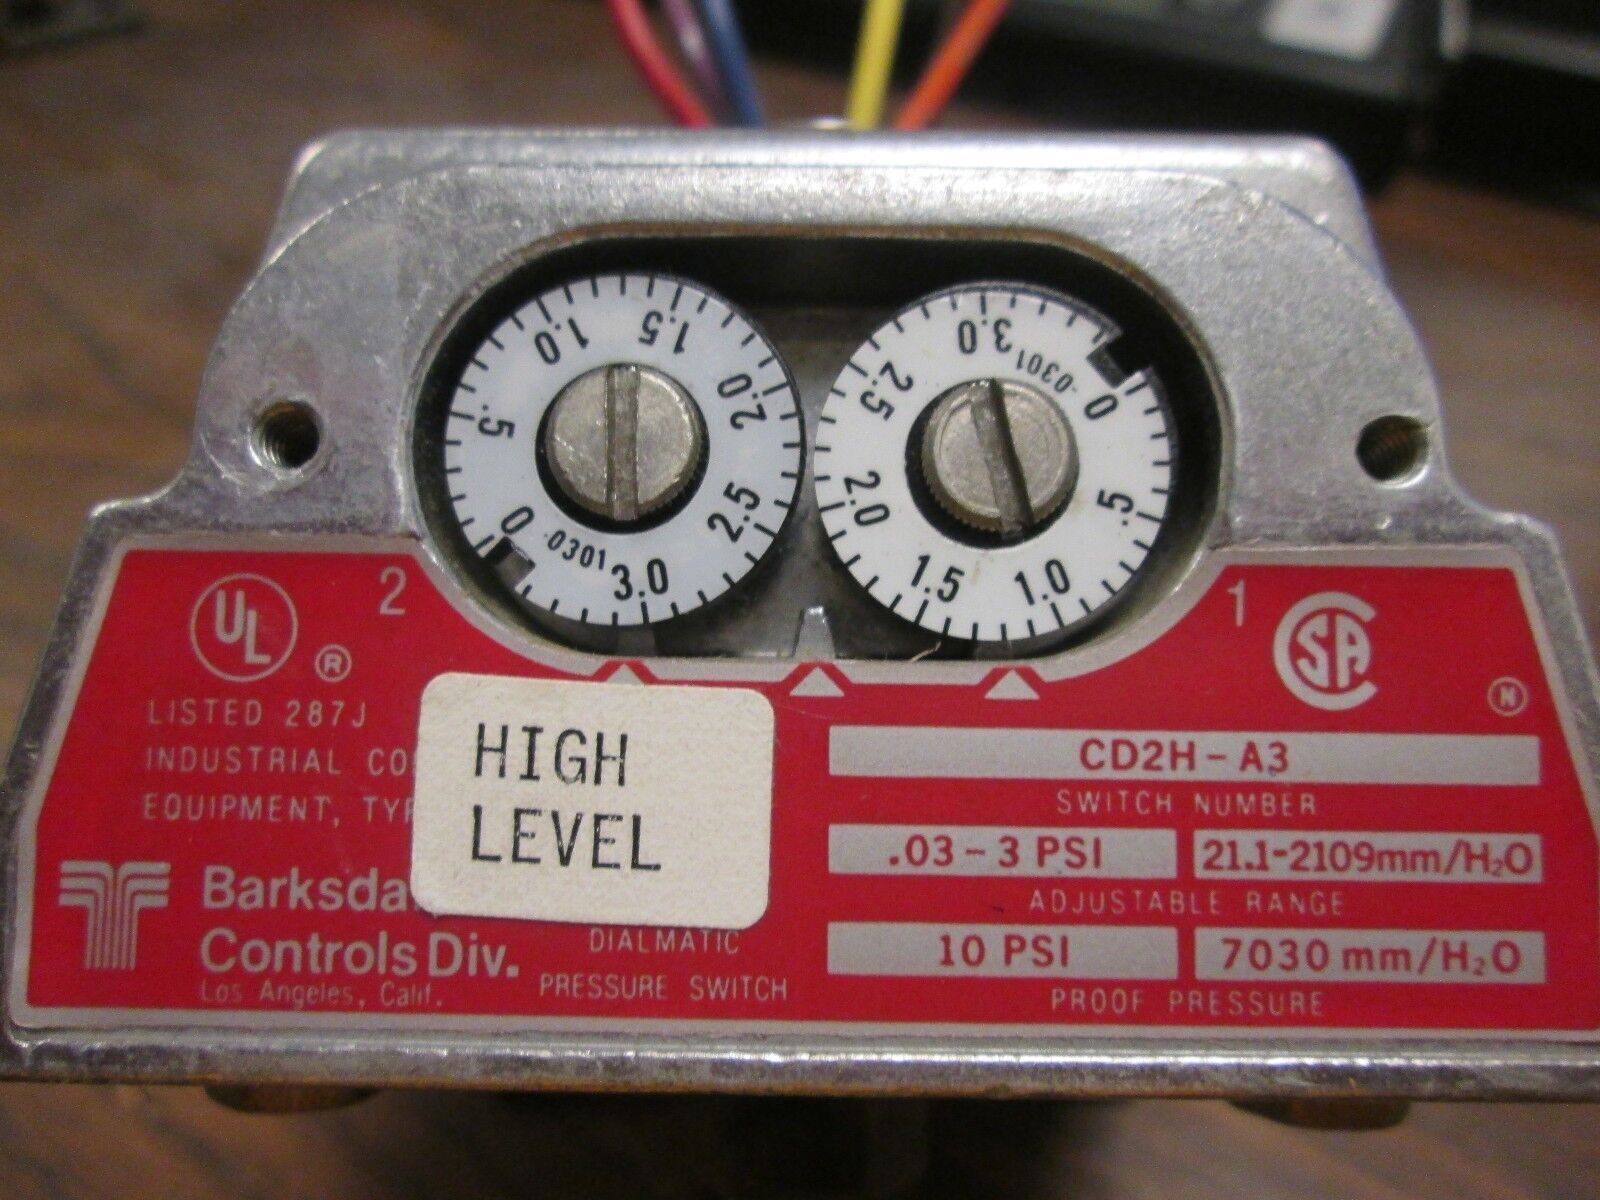 0 .5 1.0 1.5 2.0 2.5 3.0 -0301
0 .5 1.0 1.5 2.0 2.5 3.0 -0301
2
1
UL
®
LISTED 287J
INDUSTRIAL
EQUIPMENT,
HIGH
LEVEL
Controls Div.
Los Angeles, Calif.
DIALMATIC
PRESSURE SWITCH
CSA
N
CD2H-A3
SWITCH NUMBER
.03-3 PSI 21.1-2109mm/H₂O
ADJUSTABLE RANGE
10 PSI 7030 mm/H₂O
PROOF PRESSURE